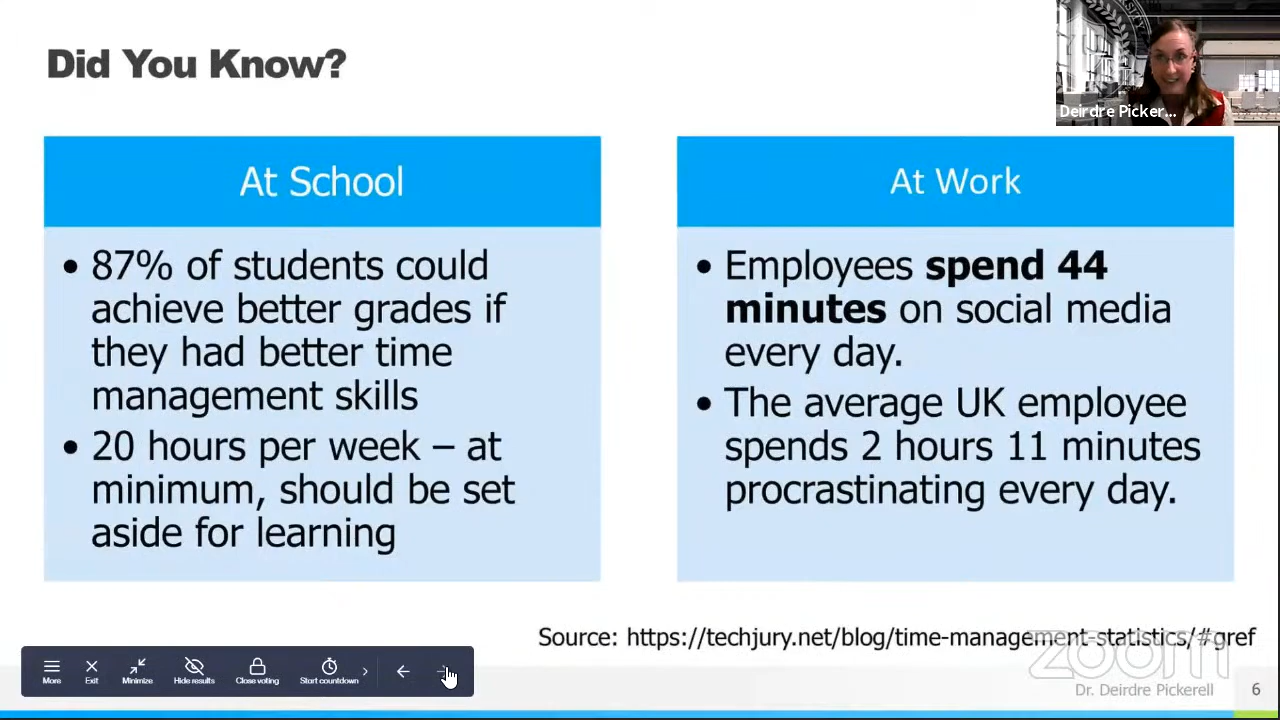 Did You Know?
Deirdre Picker...
At School
• 87% of students could
achieve better grades if
they had better time
management skills
• 20 hours per week – at
minimum, should be set
aside for learning
At Work
• Employees spend 44
minutes on social media
every day.
• The average UK employee
spends 2 hours 11 minutes
procrastinating every day.
Source: https://techjury.net/blog/time-management-statistics/#gref
More
Exit
Minimize
Hide results
Close voting
Start countdown
zoom
Dr. Deirdre Pickerell
6